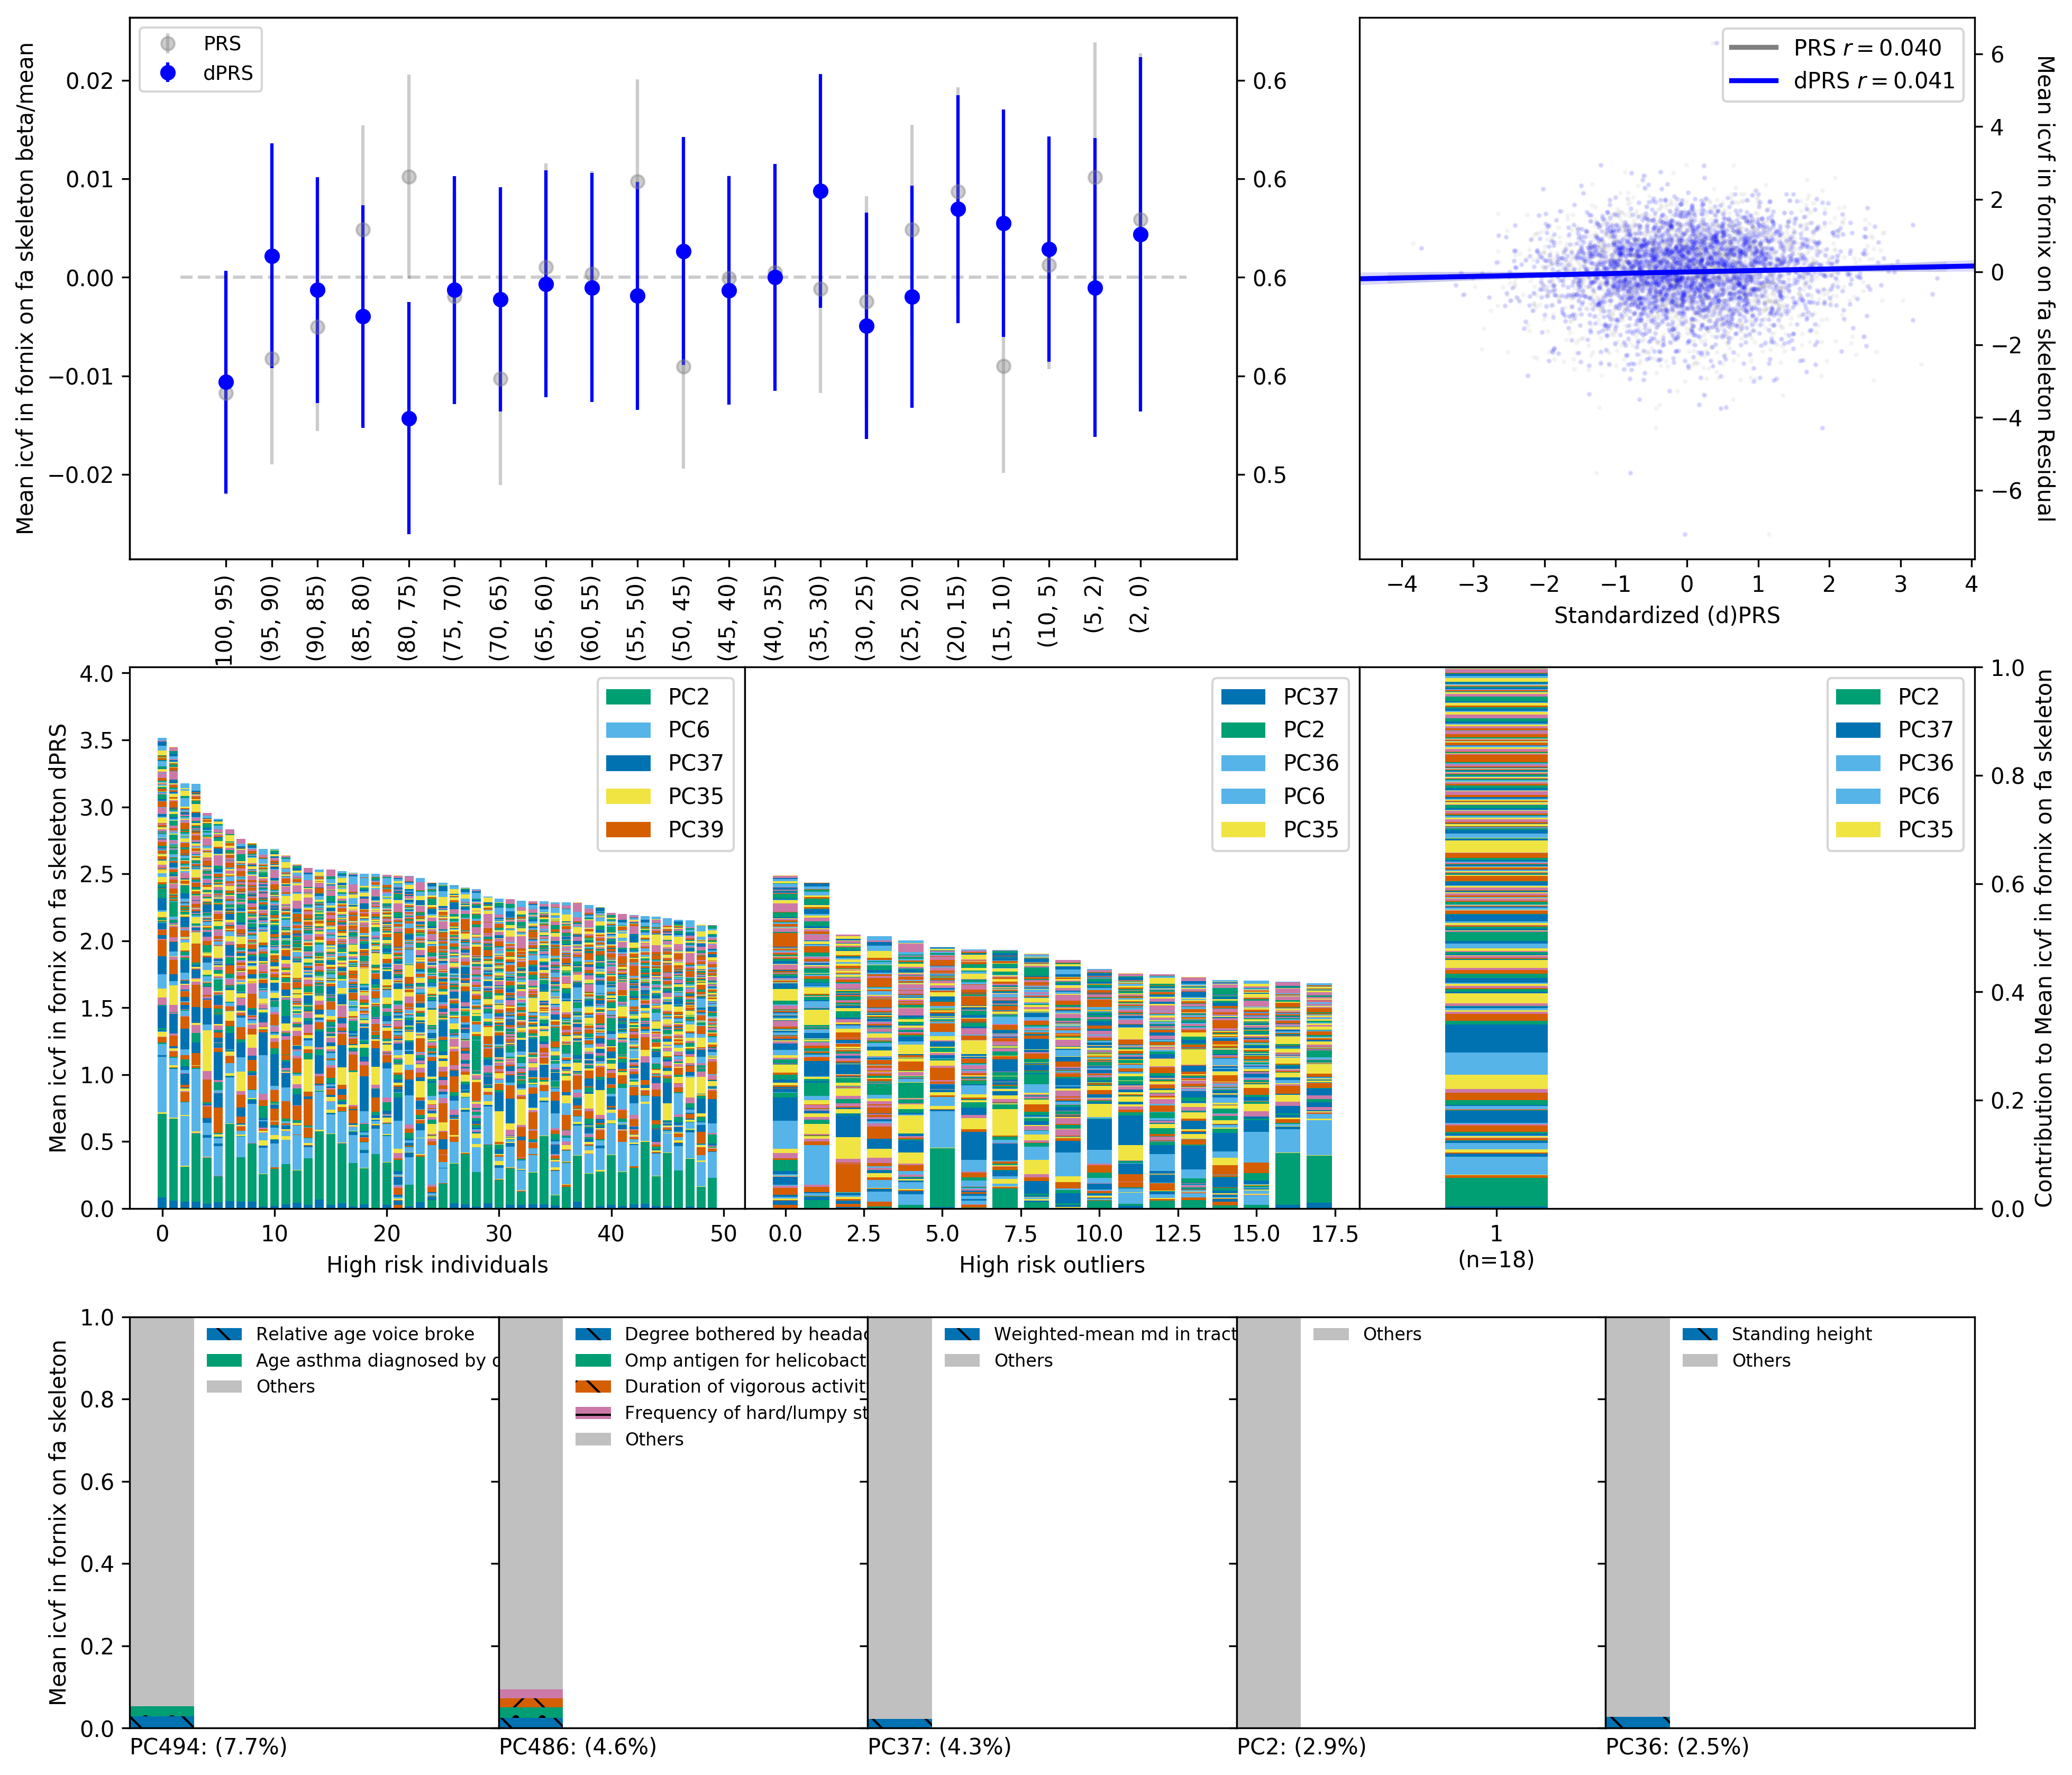 Mean icvf in fornix on fa skeleton beta/mean
PRS
dPRS
0.02
0.01
0.00
−0.01
−0.02
0.6
0.6
0.6
0.6
0.5
100, 95)
(95, 90)
(90, 85)
(85, 80)
(80, 75)
(75, 70)
(70, 65)
(65, 60)
(60, 55)
(55, 50)
(50, 45)
(45, 40)
(40, 35)
(35, 30)
(30, 25)
(25, 20)
(20, 15)
(15, 10)
(10, 5)
(5, 2)
(2, 0)
PRS r = 0.040
dPRS r = 0.041
6
4
2
0
−2
−4
−6
Mean icvf in fornix on fa skeleton Residual
−4 −3 −2 −1 0 1 2 3 4
Standardized (d)PRS
Mean icvf in fornix on fa skeleton dPRS
4.0
3.5
3.0
2.5
2.0
1.5
1.0
0.5
0.0
PC2
PC6
PC37
PC35
PC39
0 10 20 30 40 50
High risk individuals
PC37
PC2
PC36
PC6
PC35
0.0 2.5 5.0 7.5 10.0 12.5 15.0 17.5
High risk outliers
PC2
PC37
PC36
PC6
PC35
1
(n=18)
1.0
0.8
0.6
0.4
0.2
0.0
Contribution to Mean icvf in fornix on fa skeleton
Mean icvf in fornix on fa skeleton
1.0
0.8
0.6
0.4
0.2
0.0
Relative age voice broke
Age asthma diagnosed by
Others
PC494: (7.7%)
Degree bothered by headac
Omp antigen for helicobact
Duration of vigorous activit
Frequency of hard/lumpy st
Others
PC486: (4.6%)
Weighted-mean md in tract
Others
PC37: (4.3%)
Others
PC2: (2.9%)
Standing height
Others
PC36: (2.5%)